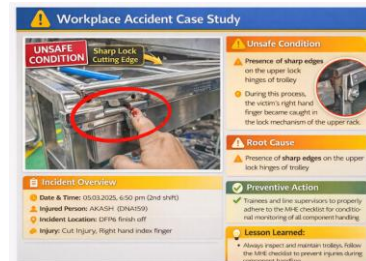 Workplace Accident Case Study
UNSAFE
CONDITION
Sharp Lock
Cutting Edge
Incident Overview
Date & Time: 05.03.2025, 6:50 pm (2nd shift)
Injured Person: AKASH (DNA159)
Incident Location: DFP6 finish off
Injury: Cut Injury, Right hand index finger
Unsafe Condition
Presence of sharp edges
on the upper lock
hinges of trolley
During this process,
the victim's right hand
finger became caught in
the lock mechanism of the upper rack.
Root Cause
Presence of sharp edges on the upper
lock hinges of trolley
Preventive Action
Trainees and line supervisors to properly
adhere to the MHE checklist for conditio-
nal monitoring of all component handling
Lesson Learned:
• Always inspect and maintain trolleys. Follow
the MHE checklist to prevent injuries during